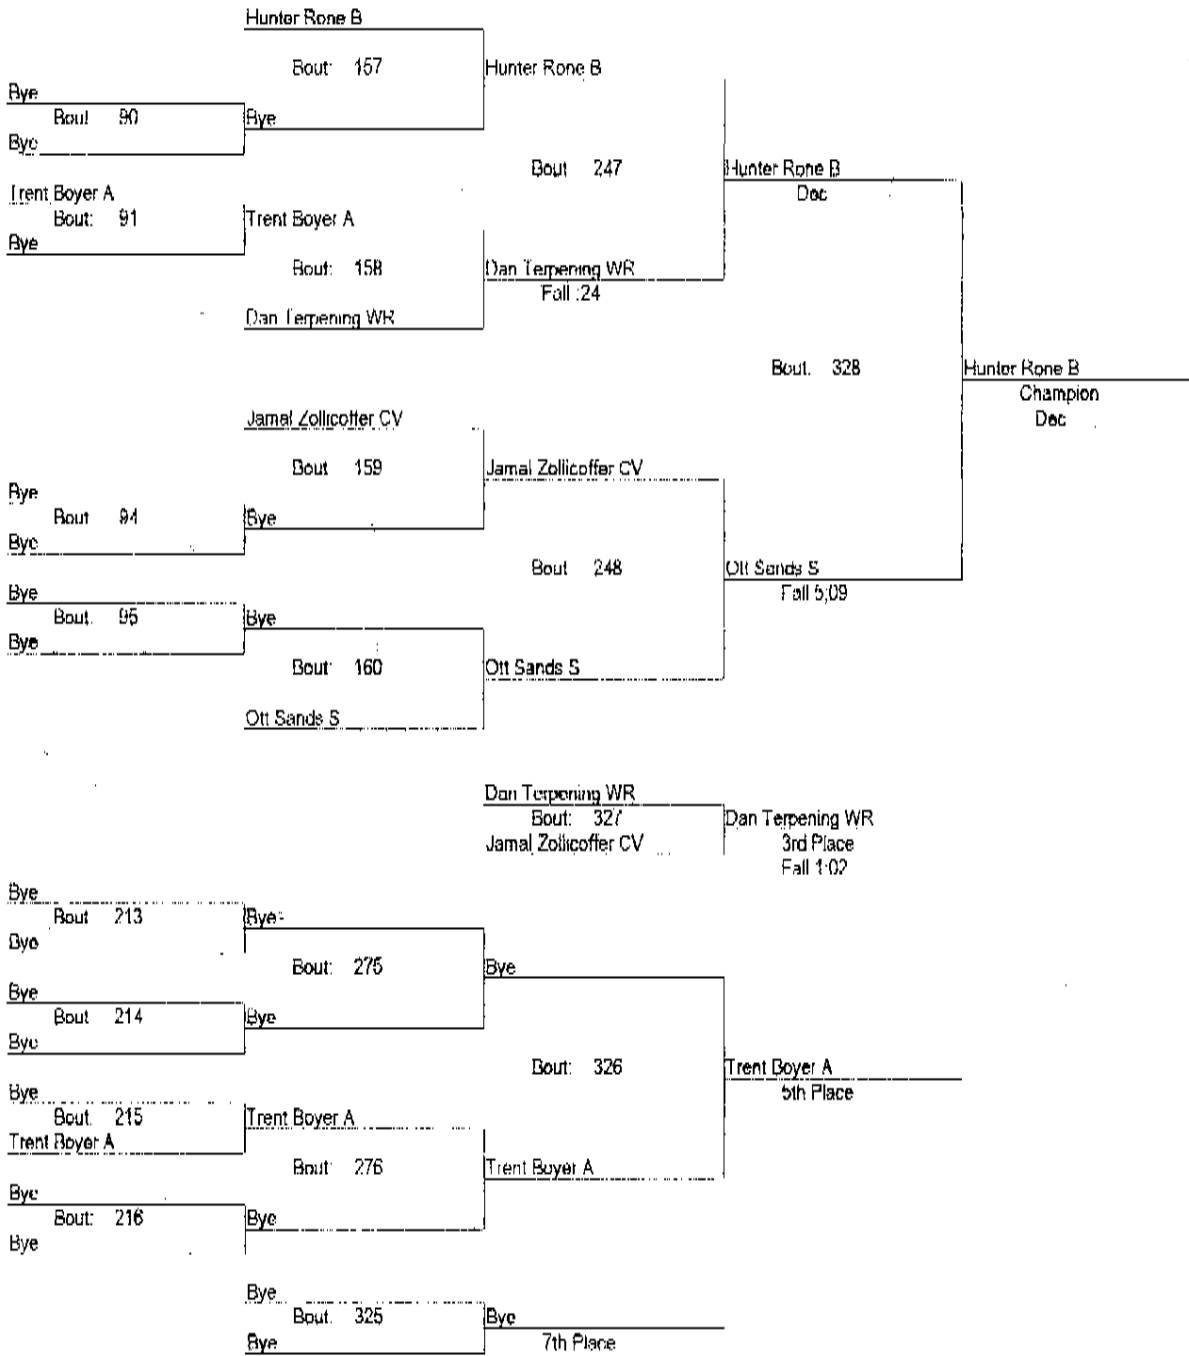 Hunter Rone B
Bout: 157
Hunter Rone B
Bye
Bout 90
Bye
Bye
Bout 247
Hunter Rone B
Dec
Trent Boyer A
Bout: 91
Trent Boyer A
Bye
Bout: 158
Dan Terpening WR
Fall :24
Dan Terpening WR
Bout. 328
Hunter Rone B
Champion
Dec
Jamal Zollicoffer CV
Bout 159
Jamal Zollicoffer CV
Bye
Bout 94
Bye
Bye
Bout 248
Ott Sands S
Fall 5;09
Bye
Bout. 95
Bye
Bye
Bout: 160
Ott Sands S
Ott Sands S
Dan Terpening WR
Bout: 327
Dan Terpening WR
Jamal Zollicoffer CV
3rd Place
Fall 1:02
Bye
Bout 213
Bye
Bye
Bout: 275
Bye
Bye
Bout 214
Bye
Bye
Bout: 326
Trent Boyer A
5th Place
Bye
Bout. 215
Trent Boyer A
Trent Boyer A
Bout: 276
Trent Boyer A
Bye
Bout: 216
Bye
Bye
Bye
Bout. 325
Bye
Bye
7th Place